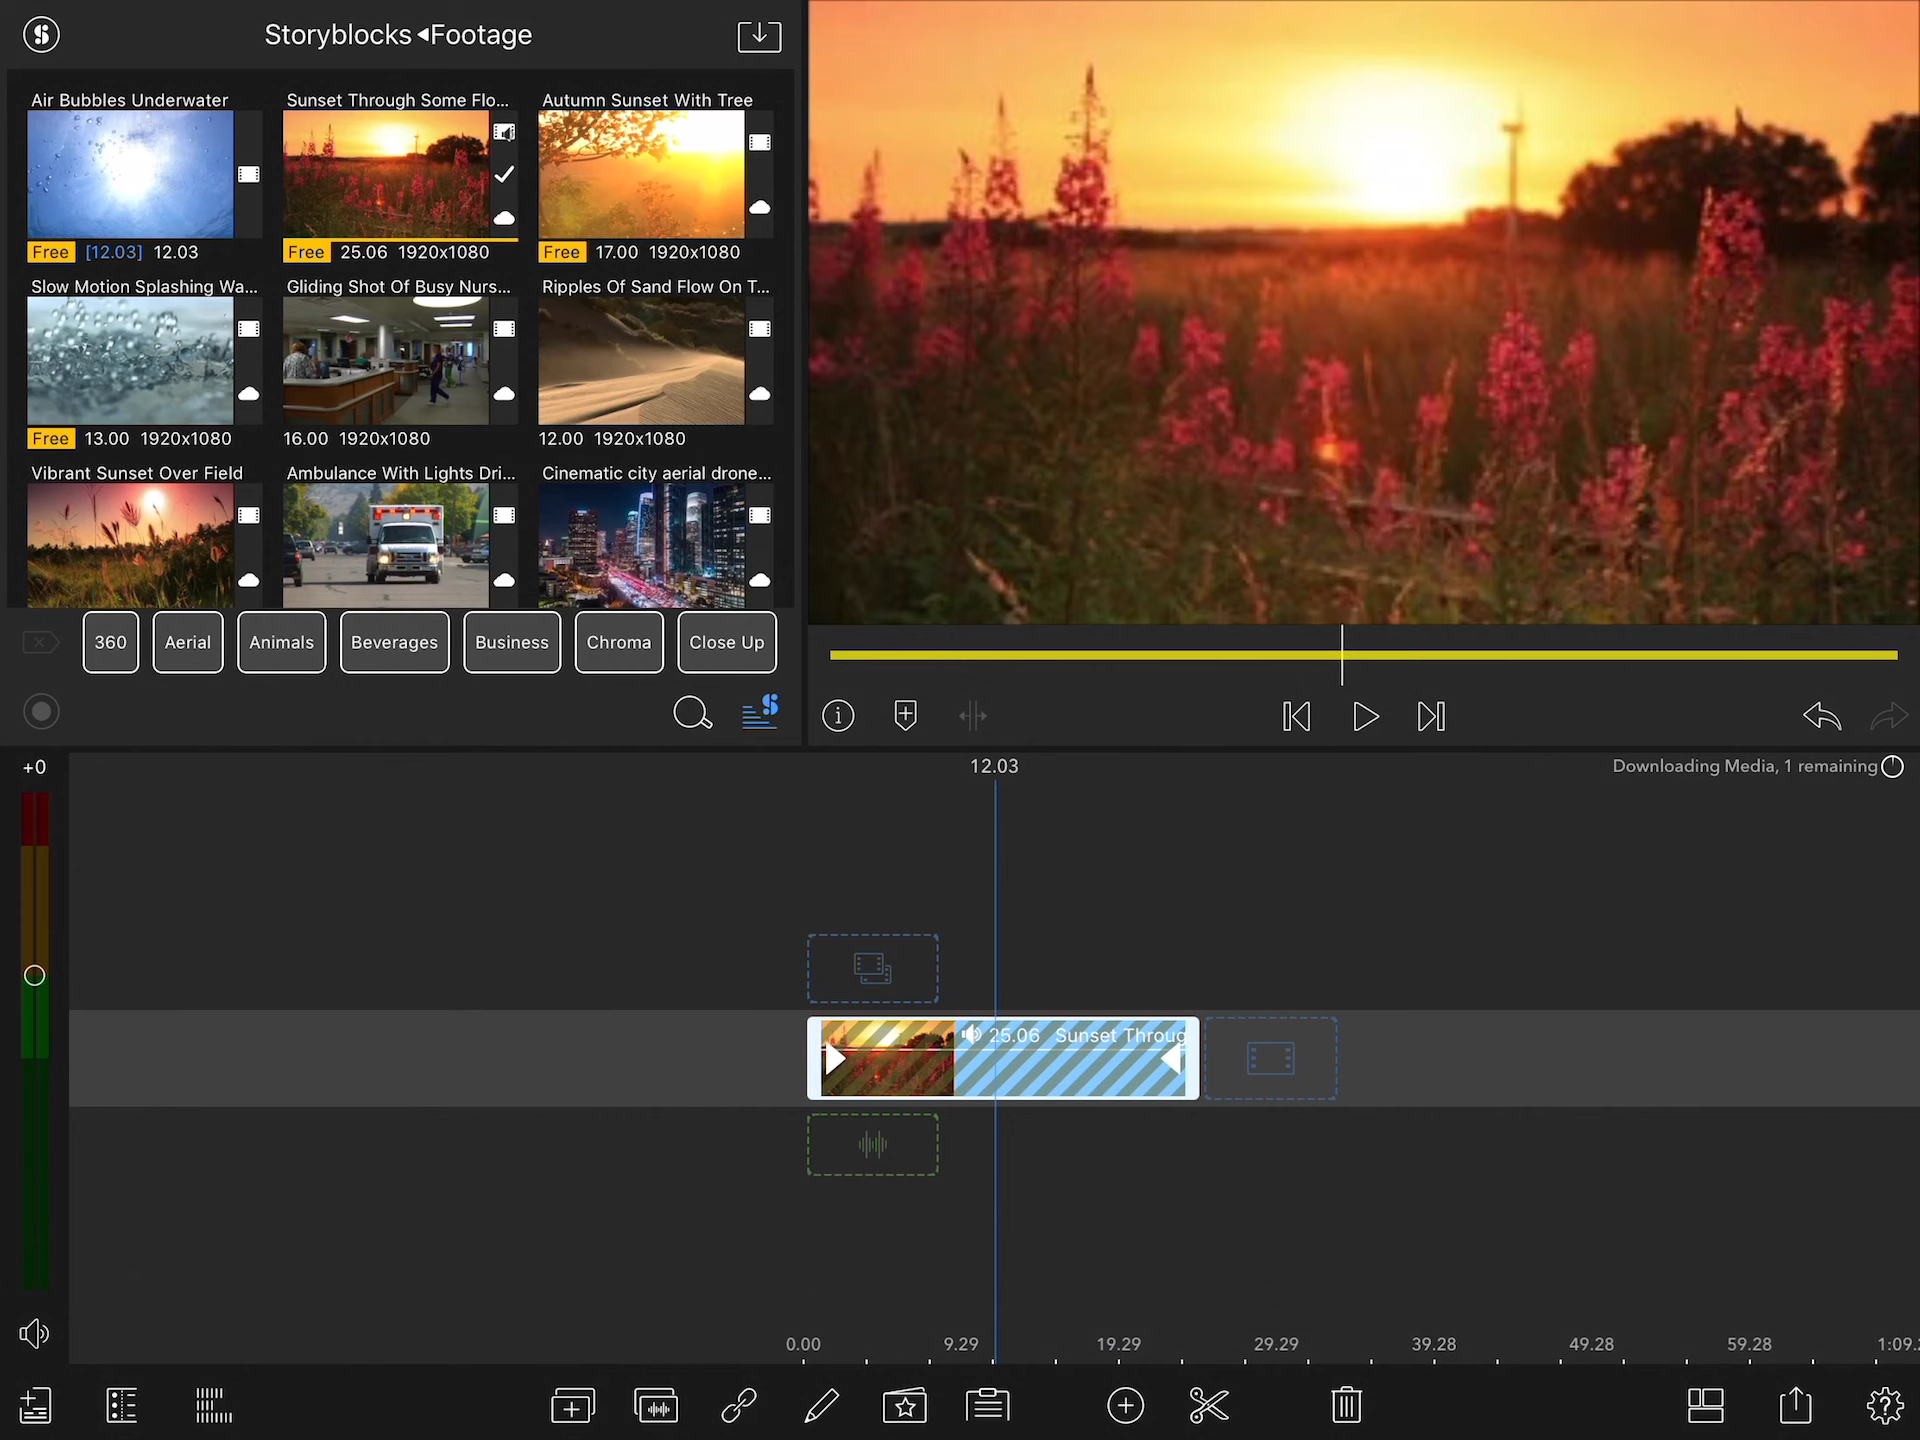 Storyblocks ◂Footage
Air Bubbles Underwater
Sunset Through Some Flo...
Autumn Sunset With Tree
Free [12.03] 12.03
Free 25.06 1920x1080
Free 17.00 1920x1080
Slow Motion Splashing Wa...
Gliding Shot Of Busy Nurs...
Ripples Of Sand Flow On T...
Free 13.00 1920x1080
16.00 1920x1080
12.00 1920x1080
Vibrant Sunset Over Field
Ambulance With Lights Dri...
Cinematic city aerial drone...
360 Aerial Animals Beverages Business Chroma Close Up
+0
12.03
Downloading Media, 1 remaining
25.06 Sunset Throug
0.00 9.29 19.29 29.29 39.28 49.28 59.28 1:09.